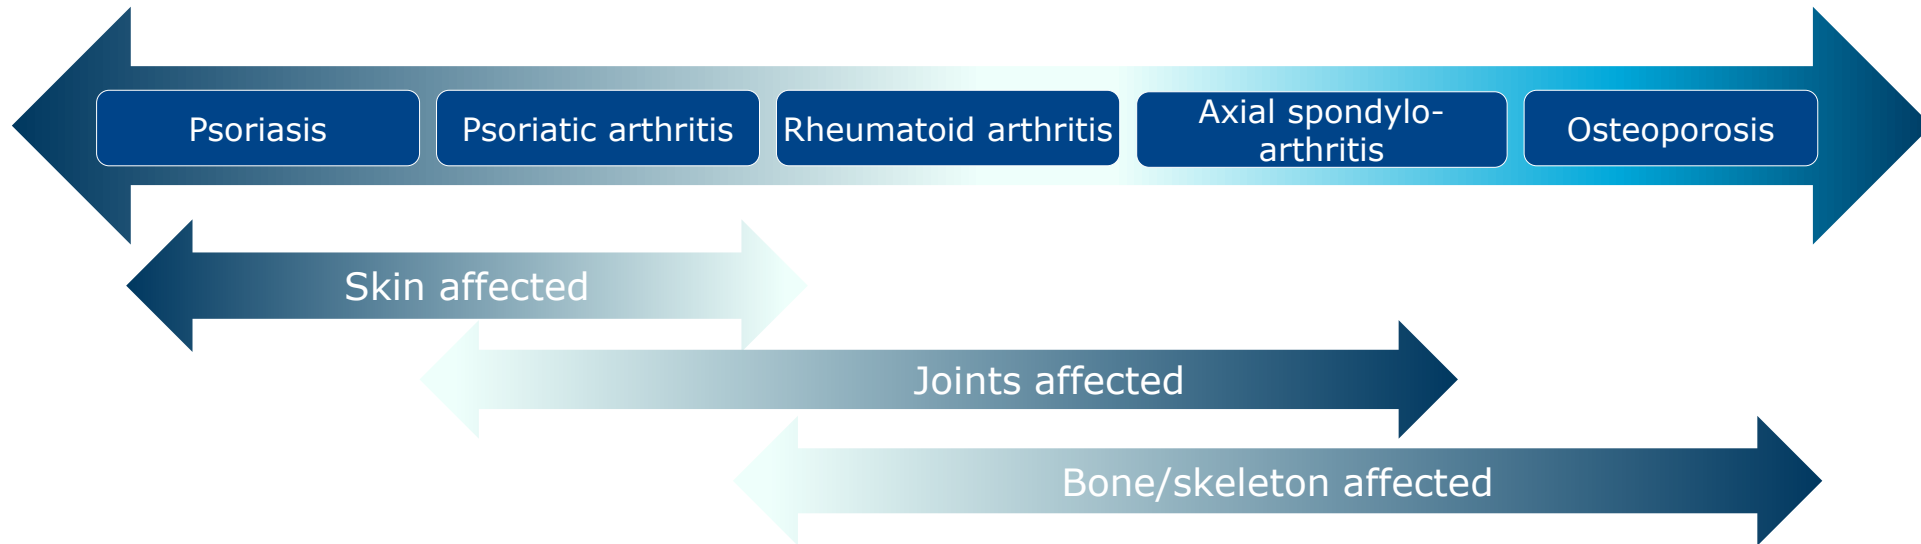 Psoriasis
Psoriatic arthritis
Rheumatoid arthritis
Axial spondylo-
arthritis
Osteoporosis
Skin affected
Joints affected
Bone/skeleton affected